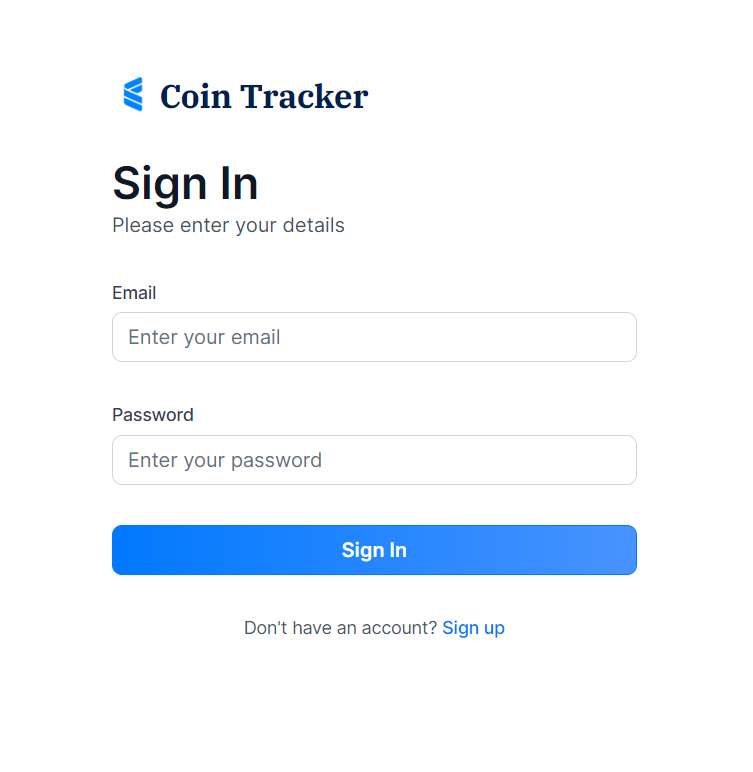 Coin Tracker
Sign In
Please enter your details
Email
Enter your email
Password
Enter your password
Sign In
Don't have an account? Sign up